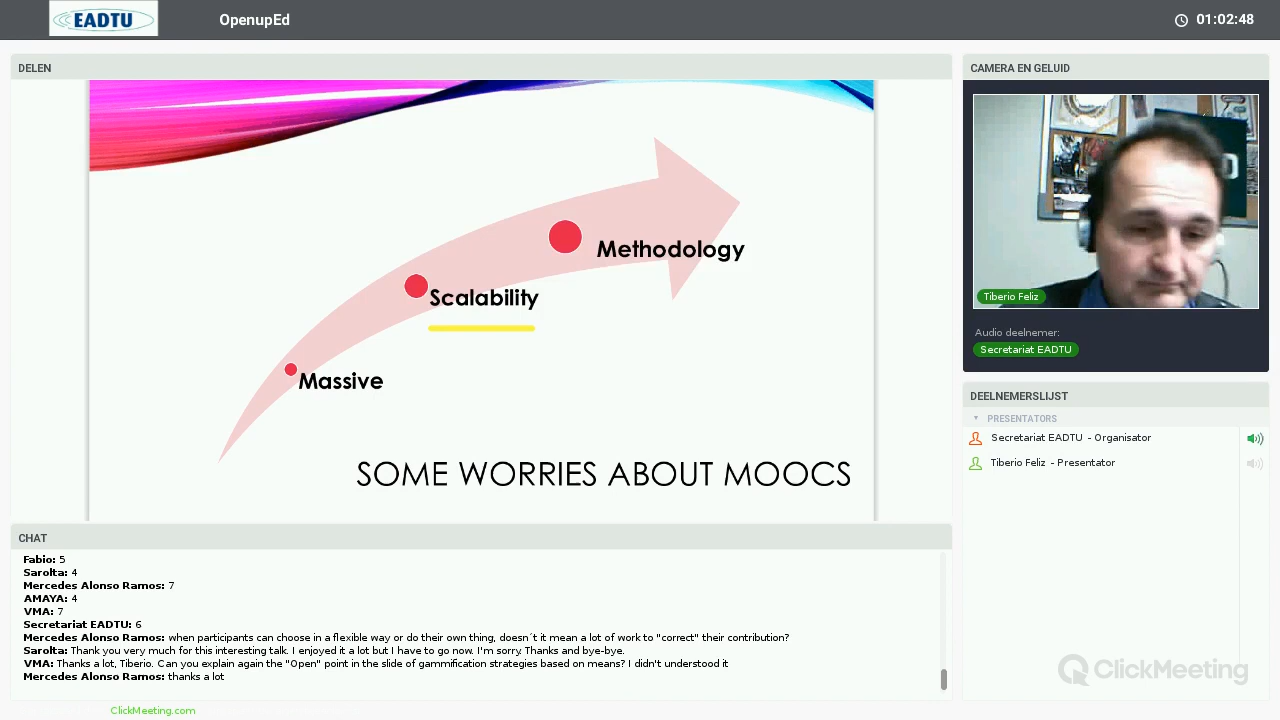 EADTU
OpenupEd
01:02:48
DELEN
Methodology
Scalability
Massive
SOME WORRIES ABOUT MOOCS
CAMERA EN GELUID
Tiberio Feliz
Audio deelnemer:
Secretariat EADTU
DEELNEMERSLIJST
PRESENTATORS
Secretariat EADTU - Organisator
Tiberio Feliz - Presentator
CHAT
Fabio: 5
Sarolta: 4
Mercedes Alonso Ramos: 7
AMAYA: 4
VMA: 7
Secretariat EADTU: 6
Mercedes Alonso Ramos: when participants can choose in a flexible way or do their own thing, doesn´t it mean a lot of work to "correct" their contribution?
Sarolta: Thank you very much for this interesting talk. I enjoyed it a lot but I have to go now. I'm sorry. Thanks and bye-bye.
VMA: Thanks a lot, Tiberio. Can you explain again the "Open" point in the slide of gammification strategies based on means? I didn't understood it
Mercedes Alonso Ramos: thanks a lot
ClickMeeting
ClickMeeting.com